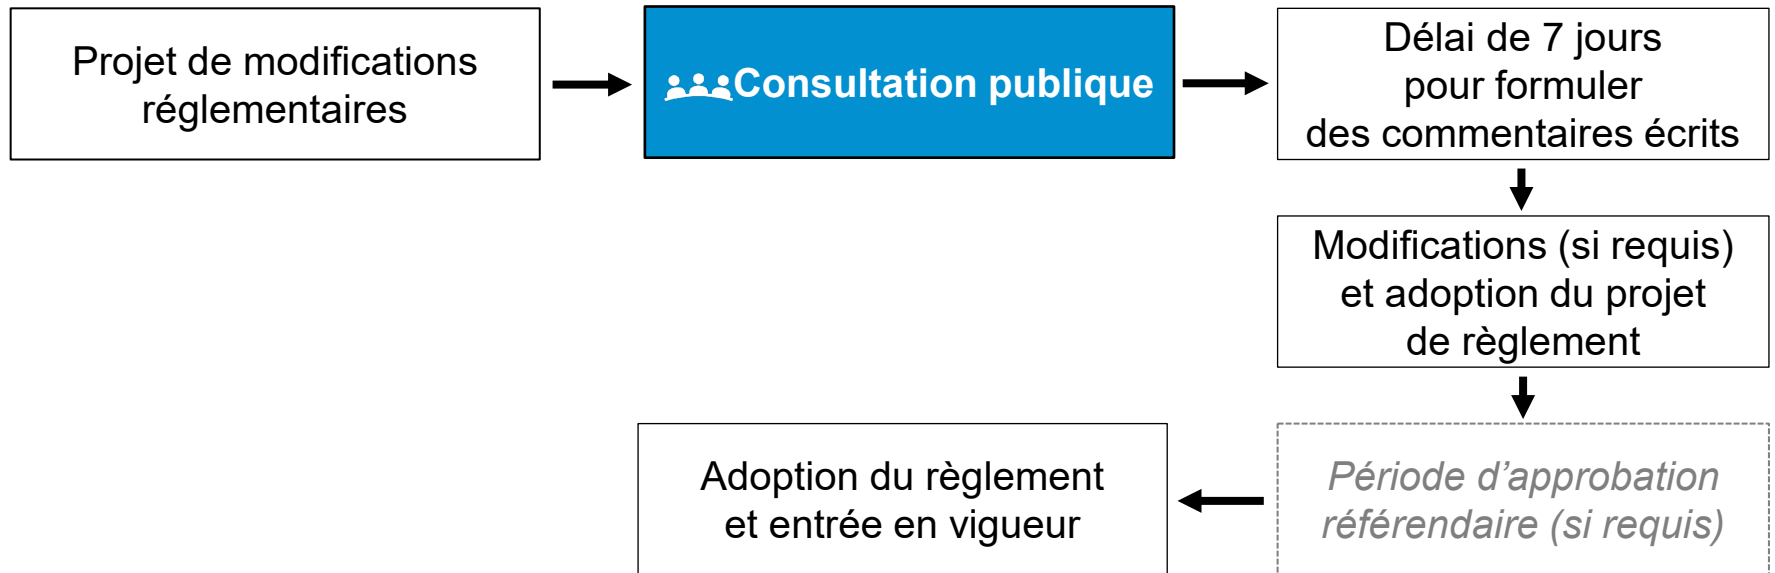 Projet de modifications
réglementaires
Consultation publique
Délai de 7 jours
pour formuler
des commentaires écrits
Modifications (si requis)
et adoption du projet
de règlement
Période d’approbation
référendaire (si requis)
Adoption du règlement
et entrée en vigueur